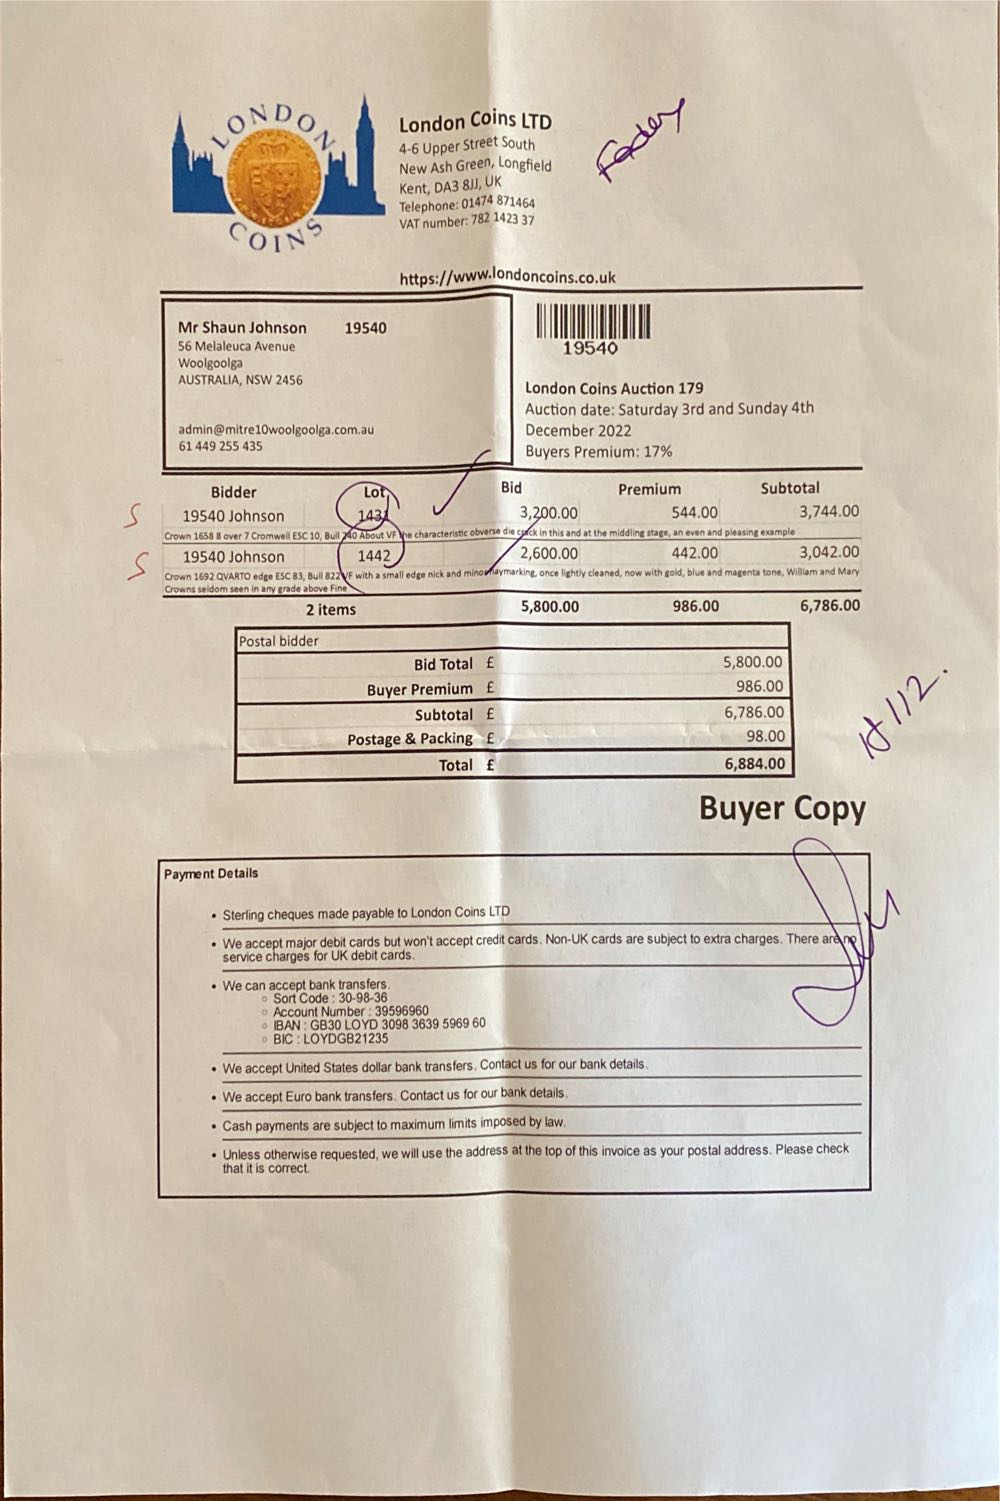 LONDON
COINS
London Coins LTD
4-6 Upper Street South
New Ash Green, Longfield
Kent, DA3 8JJ, UK
Telephone: 01474 871464
VAT number: 782 1423 37
https://www.londoncoins.co.uk
Mr Shaun Johnson 19540
56 Melaleuca Avenue
Woolgoolga
AUSTRALIA, NSW 2456
admin@mitre10woolgoolga.com.au
61 449 255 435
19540
London Coins Auction 179
Auction date: Saturday 3rd and Sunday 4th
December 2022
Buyers Premium: 17%
Bidder Lot Bid Premium Subtotal
S 19540 Johnson 1431 3,200.00 544.00 3,744.00
Crown 1658 8 over 7 Cromwell ESC 10, Bull 240 About VF the characteristic obverse die crack in this and at the middling stage, an even and pleasing example
S 19540 Johnson 1442 2,600.00 442.00 3,042.00
Crown 1692 QVARTO edge ESC 83, Bull 822 VF with a small edge nick and minor haymarking, once lightly cleaned, now with gold, blue and magenta tone, William and Mary
Crowns seldom seen in any grade above Fine
2 items 5,800.00 986.00 6,786.00
Postal bidder
Bid Total £ 5,800.00
Buyer Premium £ 986.00
Subtotal £ 6,786.00
Postage & Packing £ 98.00
Total £ 6,884.00
Buyer Copy
Payment Details
• Sterling cheques made payable to London Coins LTD
• We accept major debit cards but won't accept credit cards. Non-UK cards are subject to extra charges. There are no
service charges for UK debit cards.
• We can accept bank transfers.
○ Sort Code : 30-98-36
○ Account Number : 39596960
○ IBAN : GB30 LOYD 3098 3639 5969 60
○ BIC : LOYDGB21235
• We accept United States dollar bank transfers. Contact us for our bank details.
• We accept Euro bank transfers. Contact us for our bank details.
• Cash payments are subject to maximum limits imposed by law.
• Unless otherwise requested, we will use the address at the top of this invoice as your postal address. Please check
that it is correct.